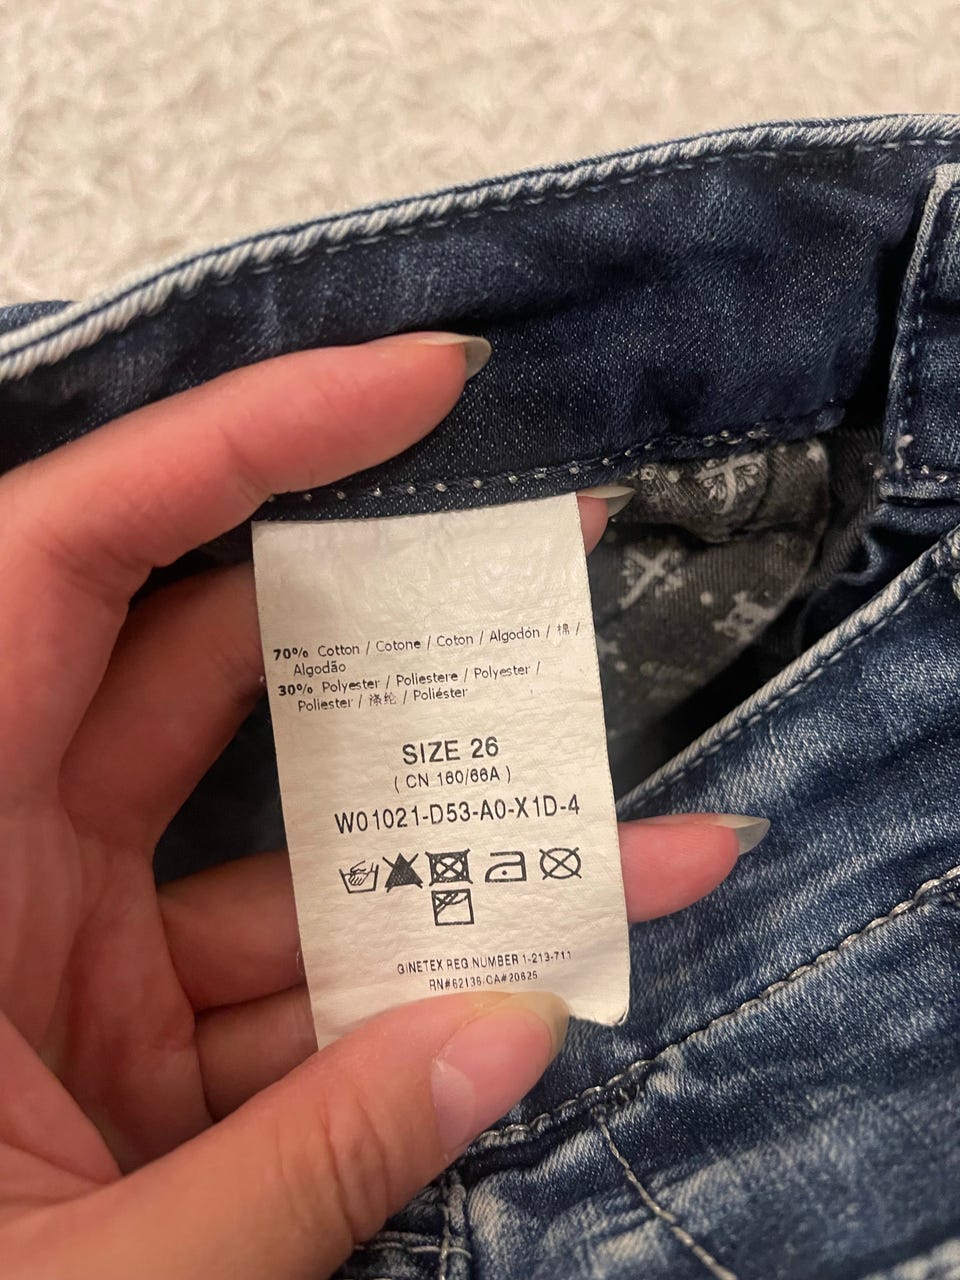 70% Cotton / Cotone / Coton / Algodón / 棉 /
Algodão
30% Polyester / Poliestere / Polyester /
Poliester / 涤纶 / Poliéster
SIZE 26
( CN 160/66A )
W01021-D53-A0-X1D-4
GINETEX REG.NUMBER 1-213-711
RN#62136/CA#20625